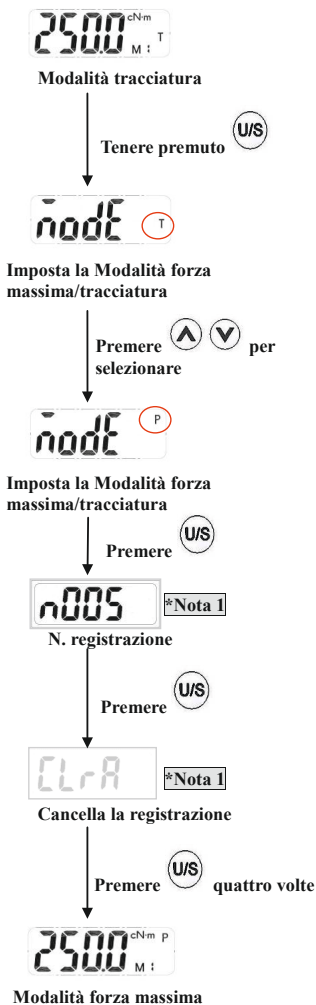 250.0 cN·m T
M:
Modalità tracciatura
Tenere premuto U/S
modE T
Imposta la Modalità forza
massima/tracciatura
Premere per
selezionare
modE P
Imposta la Modalità forza
massima/tracciatura
Premere U/S
n005 *Nota 1
N. registrazione
Premere U/S
CLrA *Nota 1
Cancella la registrazione
Premere U/S quattro volte
250.0 cN·m P
M:
Modalità forza massima